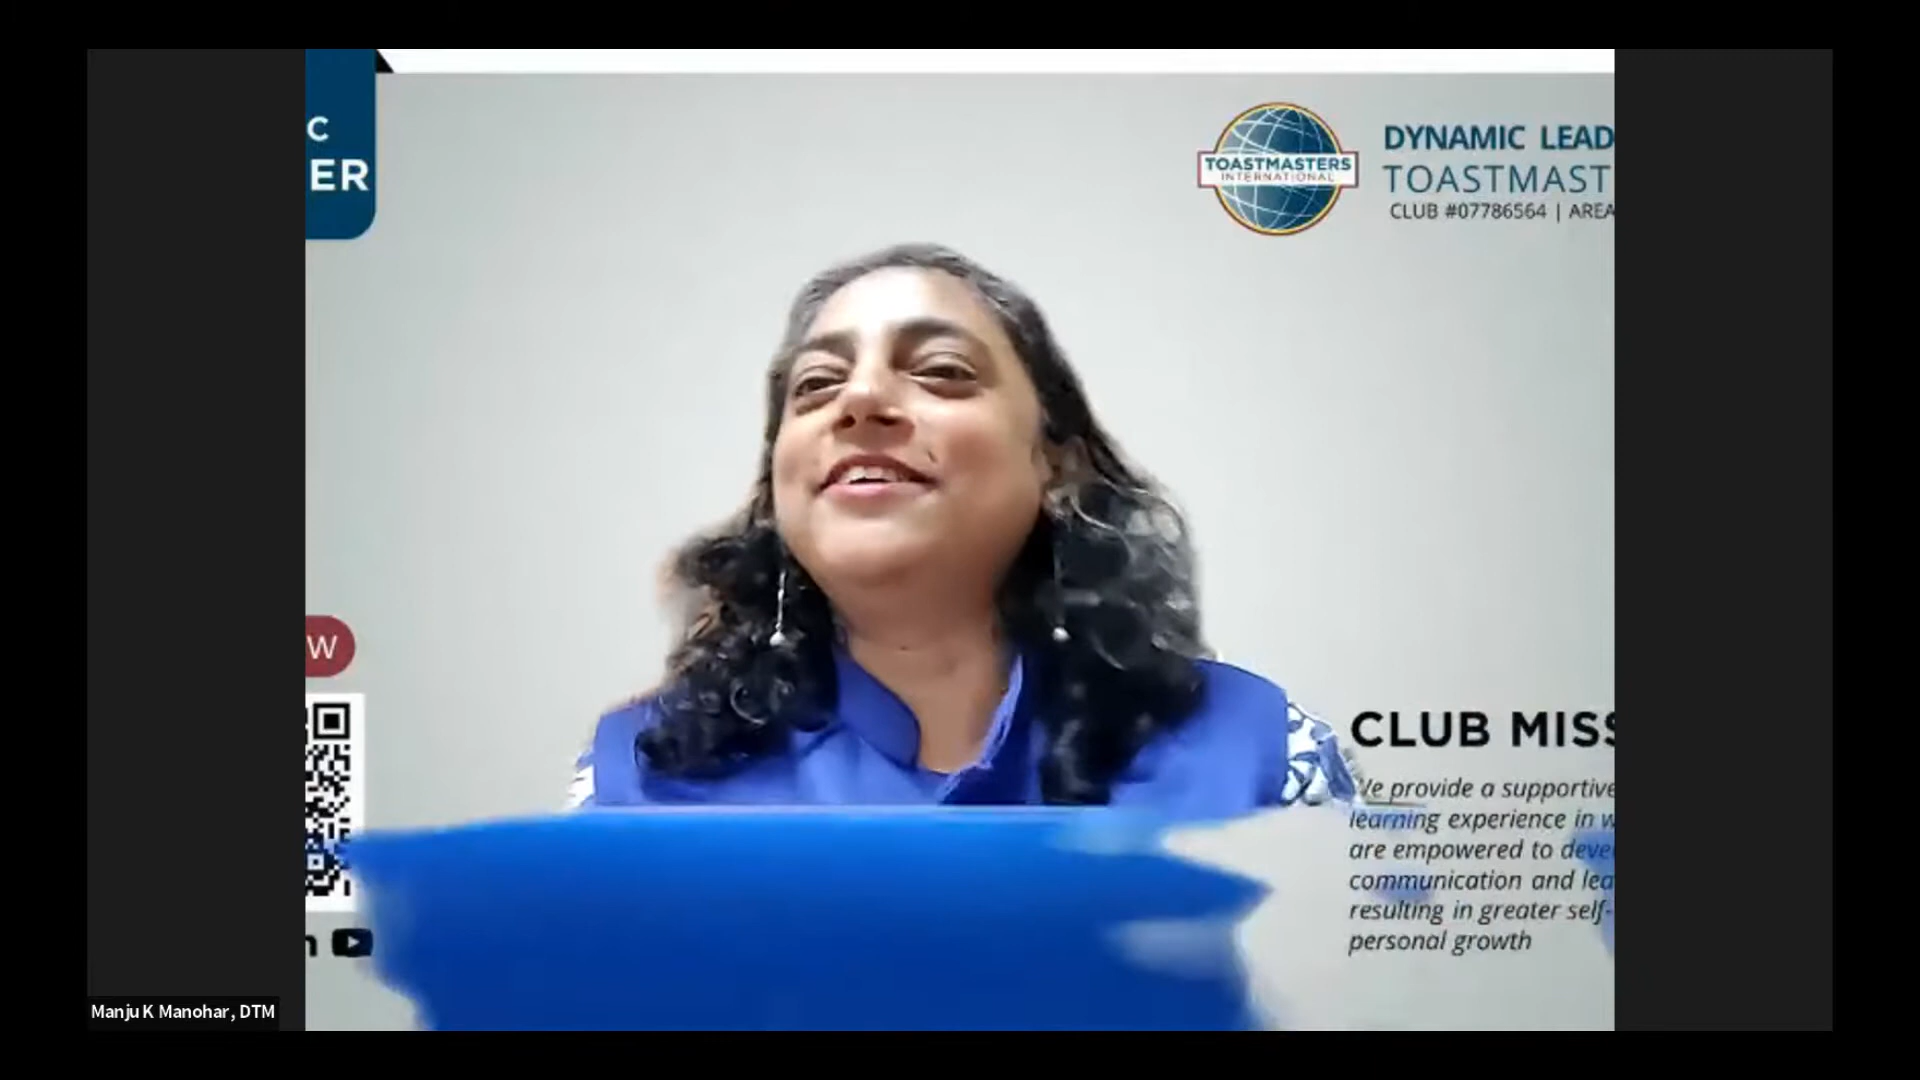 C
ER
TOASTMASTERS
INTERNATIONAL
DYNAMIC LEAD
TOASTMAST
CLUB #07786564 | AREA
W
CLUB MISS
We provide a supportive
learning experience in w
are empowered to deve
communication and lea
resulting in greater self-
personal growth
n
Manju K Manohar, DTM